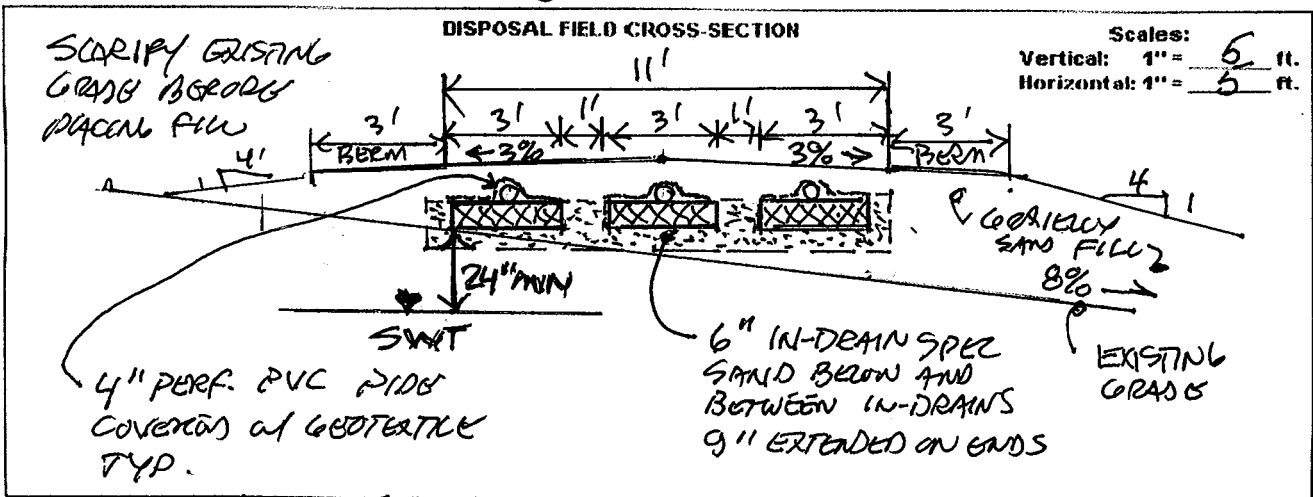 DISPOSAL FIELD CROSS-SECTION
Scales:
Vertical: 1" = 5 ft.
Horizontal: 1" = 5 ft.
SCARIFY EXISTING
GRADE BEFORE
PLACING FILL
11'
3' 3' 1' 3' 1' 3' 3'
BERM ←3% 3%→ BERM
4' 1
4 1
GRAVELLY
SAND FILL
8%
24" MIN
SWT
6" IN-DRAIN SPEC
SAND BELOW AND
BETWEEN IN-DRAINS
9" EXTENDED ON ENDS
EXISTING
GRADE
4" PERF. PVC PIPE
COVERED w/ GEOTEXTILE
TYP.